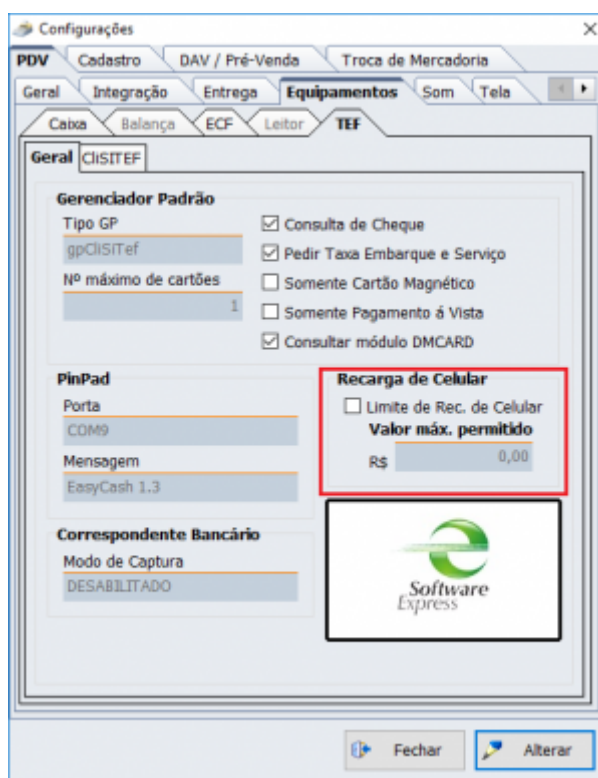 Configurações
PDV Cadastro DAV / Pré-Venda Troca de Mercadoria
Geral Integração Entrega Equipamentos Som Tela
Caixa Balança ECF Leitor TEF
Geral CliSITEF
Gerenciador Padrão
Tipo GP
gpCliSITef
Nº máximo de cartões
1
Consulta de Cheque
Pedir Taxa Embarque e Serviço
Somente Cartão Magnético
Somente Pagamento á Vista
Consultar módulo DMCARD
PinPad
Porta
COM9
Mensagem
EasyCash 1.3
Recarga de Celular
Limite de Rec. de Celular
Valor máx. permitido
R$ 0,00
Correspondente Bancário
Modo de Captura
DESABILITADO
Software
Express
Fechar Alterar